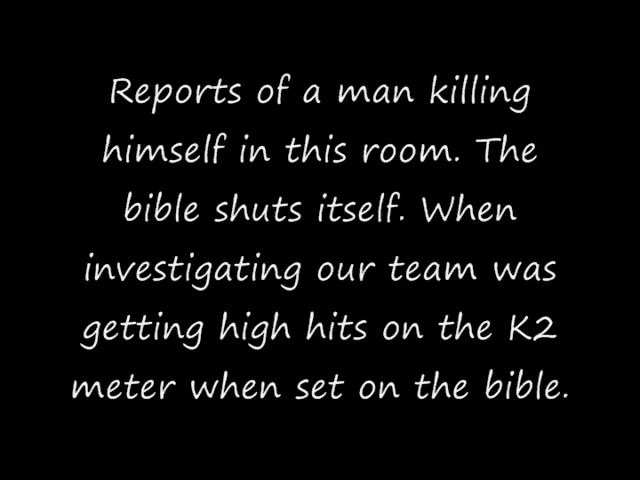 Reports of a man killing
himself in this room. The
bible shuts itself. When
investigating our team was
getting high hits on the K2
meter when set on the bible.